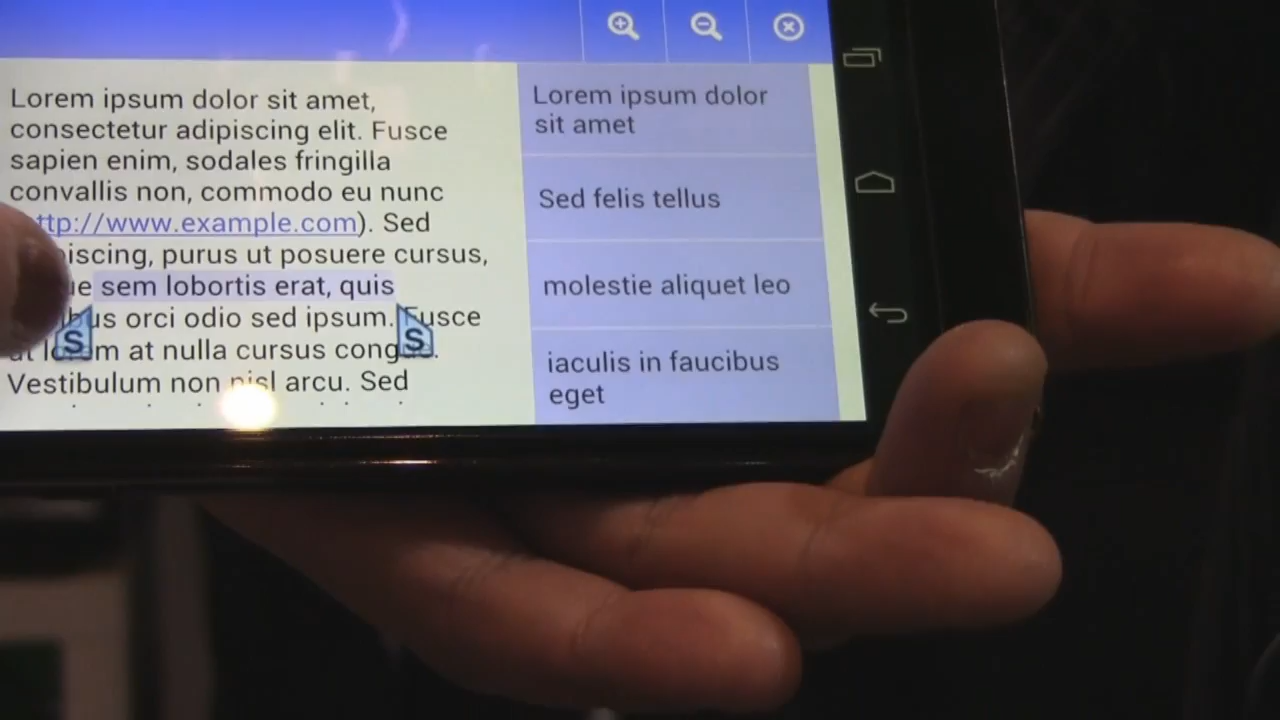 Lorem ipsum dolor sit amet,
consectetur adipiscing elit. Fusce
sapien enim, sodales fringilla
convallis non, commodo eu nunc
ttp://www.example.com). Sed
piscing, purus ut posuere cursus,
sem lobortis erat, quis
us orci odio sed ipsum. Fusce
at nulla cursus
Vestibulum non nisl arcu. Sed
S
S
Lorem ipsum dolor
sit amet
Sed felis tellus
molestie aliquet leo
iaculis in faucibus
eget